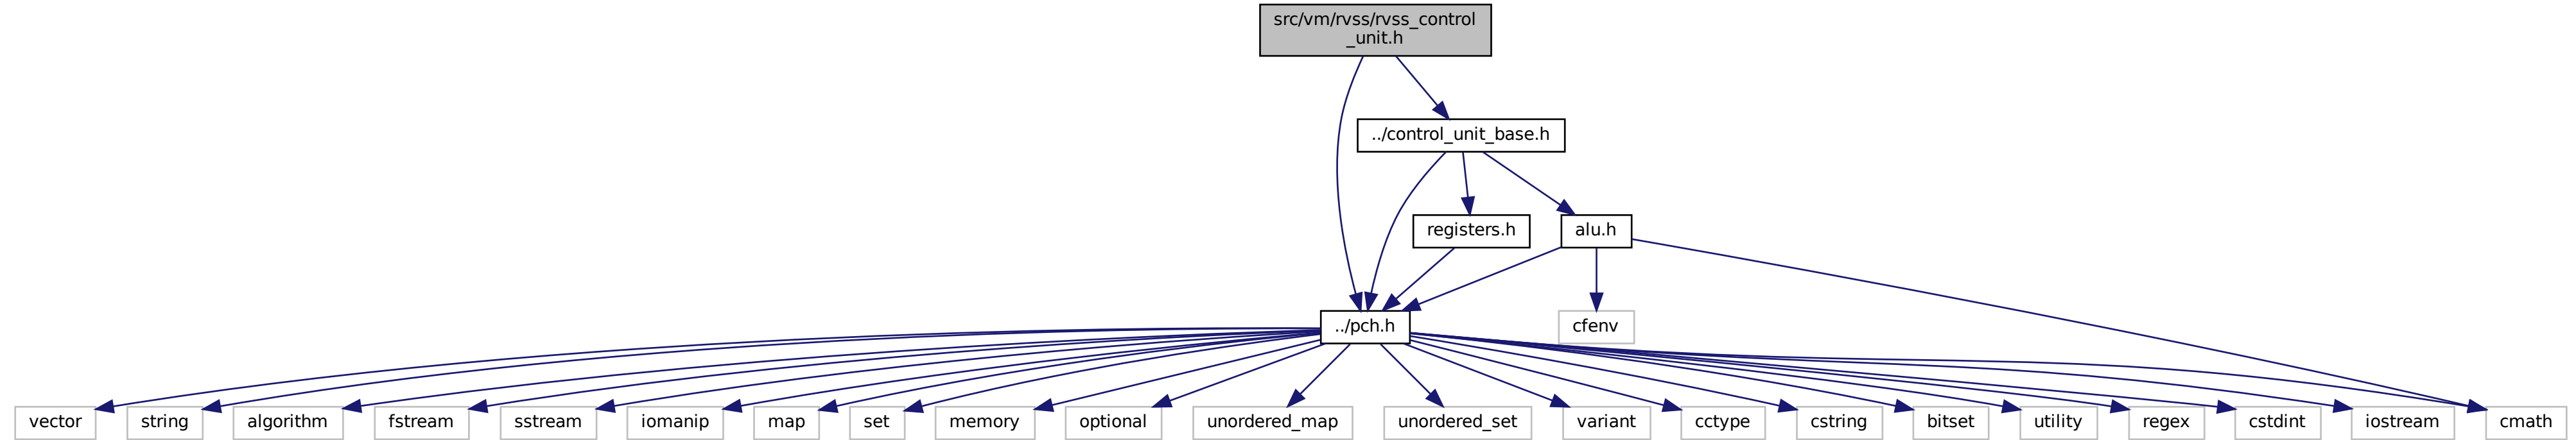 src/vm/rvss/rvss_control
_unit.h
../control_unit_base.h
registers.h
alu.h
../pch.h
cfenv
vector
string
algorithm
fstream
sstream
iomanip
map
set
memory
optional
unordered_map
unordered_set
variant
cctype
cstring
bitset
utility
regex
cstdint
iostream
cmath